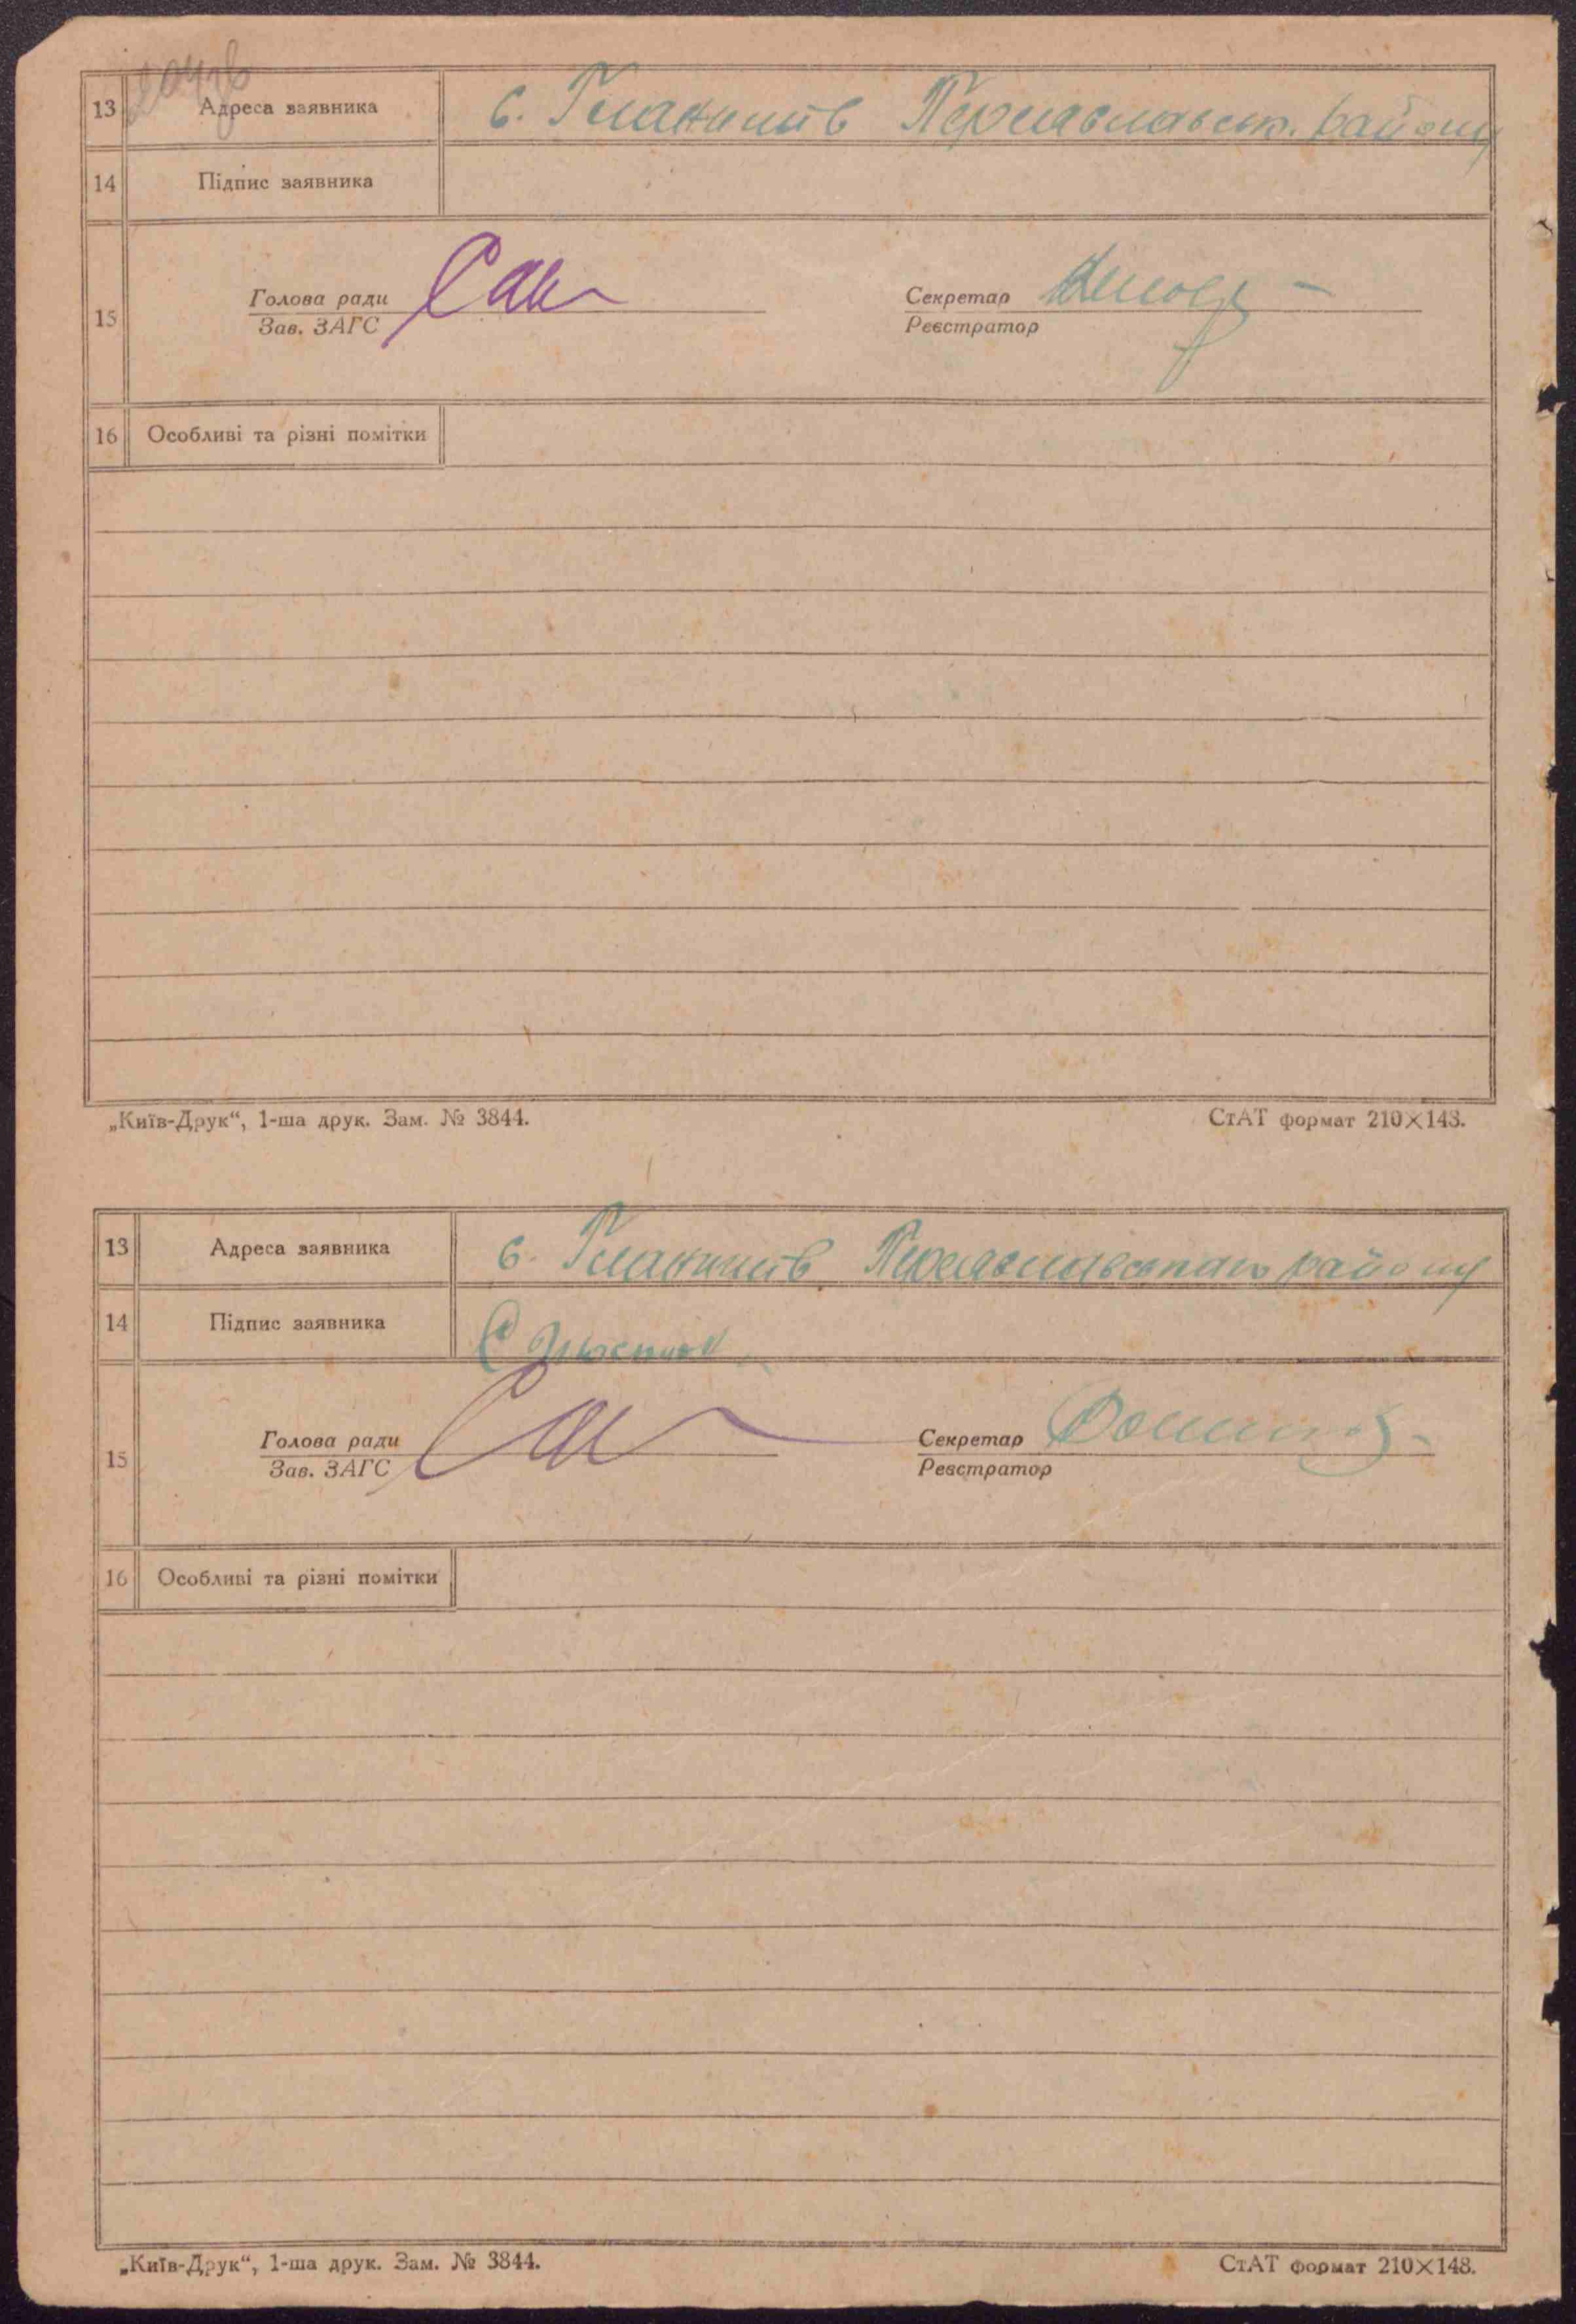 13 Адреса заявника с. Гланишів Переяславськ. району
14 Підпис заявника
15 Голова ради Секретар
Зав. ЗАГС Реєстратор
16 Особливі та різні помітки
„Київ-Друк“, 1-ша друк. Зам. № 3844. СтАТ формат 210×148.
13 Адреса заявника с. Гланишів Переяславського району
14 Підпис заявника
15 Голова ради Секретар
Зав. ЗАГС Реєстратор
16 Особливі та різні помітки
„Київ-Друк“, 1-ша друк. Зам. № 3844. СтАТ формат 210×148.